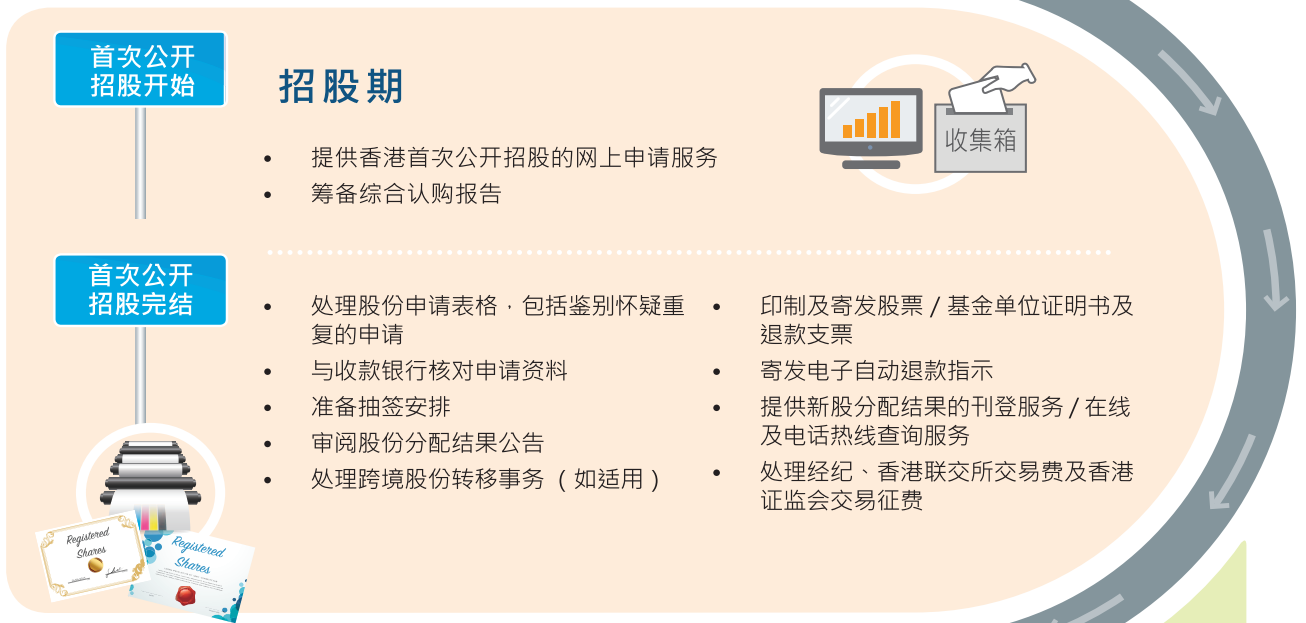 首次公开
招股开始
招股期
• 提供香港首次公开招股的网上申请服务
• 筹备综合认购报告
收集箱
首次公开
招股完结
• 处理股份申请表格，包括鉴别怀疑重
复的申请
• 与收款银行核对申请资料
• 准备抽签安排
• 审阅股份分配结果公告
• 处理跨境股份转移事务 ( 如适用 )
• 印制及寄发股票 / 基金单位证明书及
退款支票
• 寄发电子自动退款指示
• 提供新股分配结果的刊登服务 / 在线
及电话热线查询服务
• 处理经纪、香港联交所交易费及香港
证监会交易征费
Registered
Shares
Registered
Shares